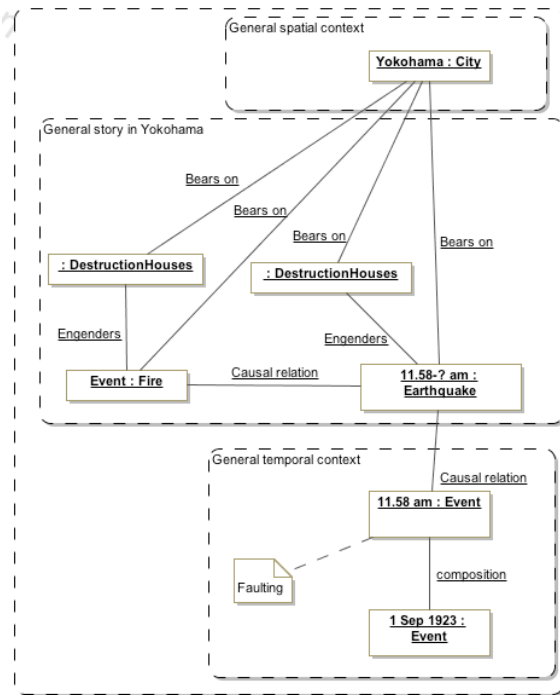 General spatial context
Yokohama : City
General story in Yokohama
Bears on
Bears on
Bears on
Bears on
: DestructionHouses
: DestructionHouses
Engenders
Engenders
Causal relation
Event : Fire
11.58-? am :
Earthquake
General temporal context
Causal relation
11.58 am : Event
Faulting
composition
1 Sep 1923 :
Event